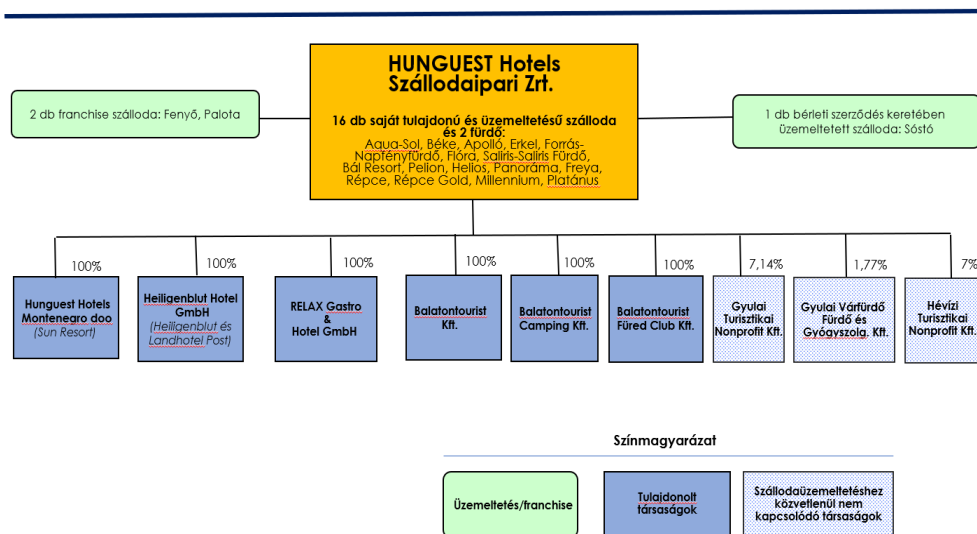 HUNGUEST Hotels
Szállodaipari Zrt.
16 db saját tulajdonú és üzemeltetésű szálloda
és 2 fürdő:
Aqua-Sol, Béke, Apolló, Erkel, Forrás-
Napfényfürdő, Flóra, Saliris-Saliris Fürdő,
Bál Resort, Pelion, Helios, Panoráma, Freya,
Répce, Répce Gold, Millennium, Platánus
2 db franchise szálloda: Fenyő, Palota
1 db bérleti szerződés keretében
üzemeltetett szálloda: Sóstó
100%
100%
100%
100%
100%
100%
7,14%
1,77%
7%
Hunguest Hotels
Montenegro doo
(Sun Resort)
Heiligenblut Hotel
GmbH
(Heiligenblut és
Landhotel Post)
RELAX Gastro
&
Hotel GmbH
Balatontourist
Kft.
Balatontourist
Camping Kft.
Balatontourist
Füred Club Kft.
Gyulai
Turisztikai
Nonprofit Kft.
Gyulai Várfürdő
Fürdő és
Gyógyszolg. Kft.
Hévízi
Turisztikai
Nonprofit Kft.
Színmagyarázat
Üzemeltetés/franchise
Tulajdonolt
társaságok
Szállodaüzemeltetéshez
közvetlenül nem
kapcsolódó társaságok